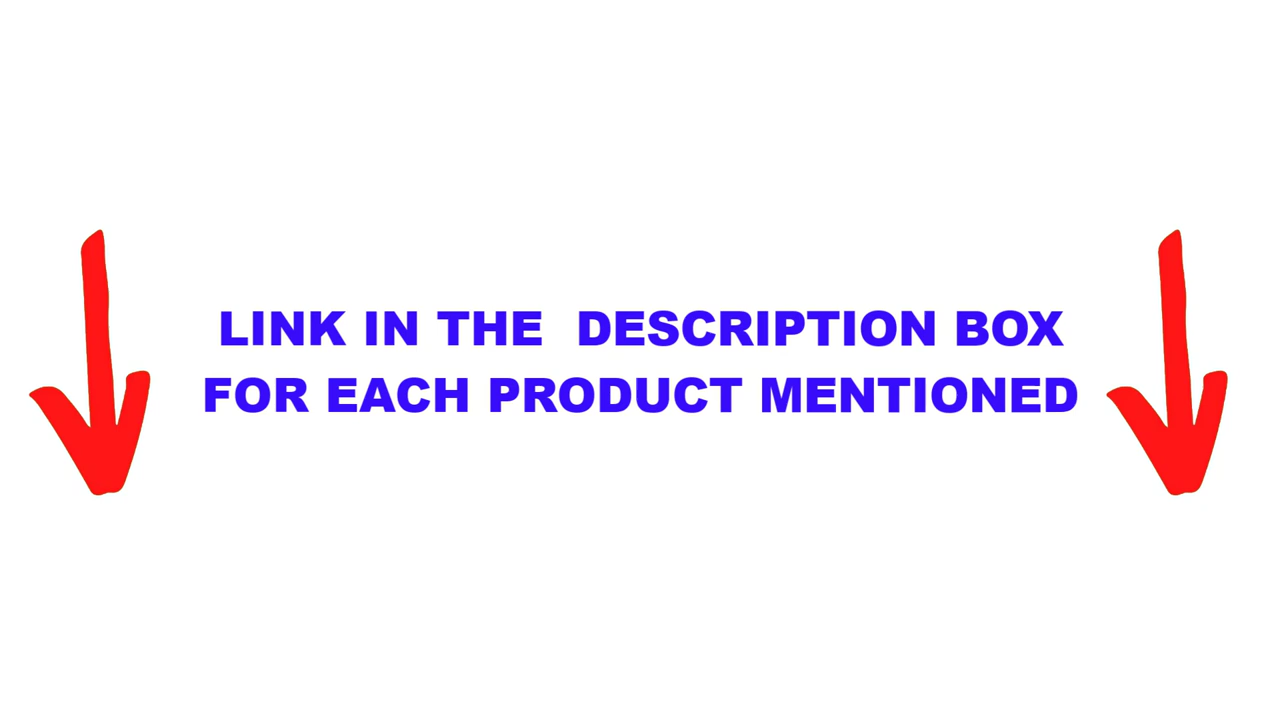 LINK IN THE  DESCRIPTION BOX
FOR EACH PRODUCT MENTIONED